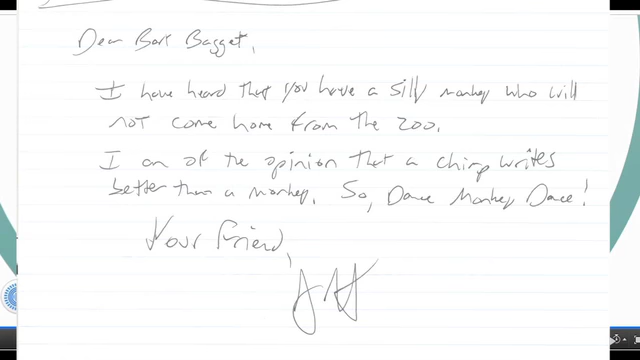 Dear Bart Bagget,
I have heard that you have a silly monkey who will
not come home from the zoo.
I am of the opinion that a chimp writes
better than a monkey. So, Dance Monkey Dance!
Your Friend,